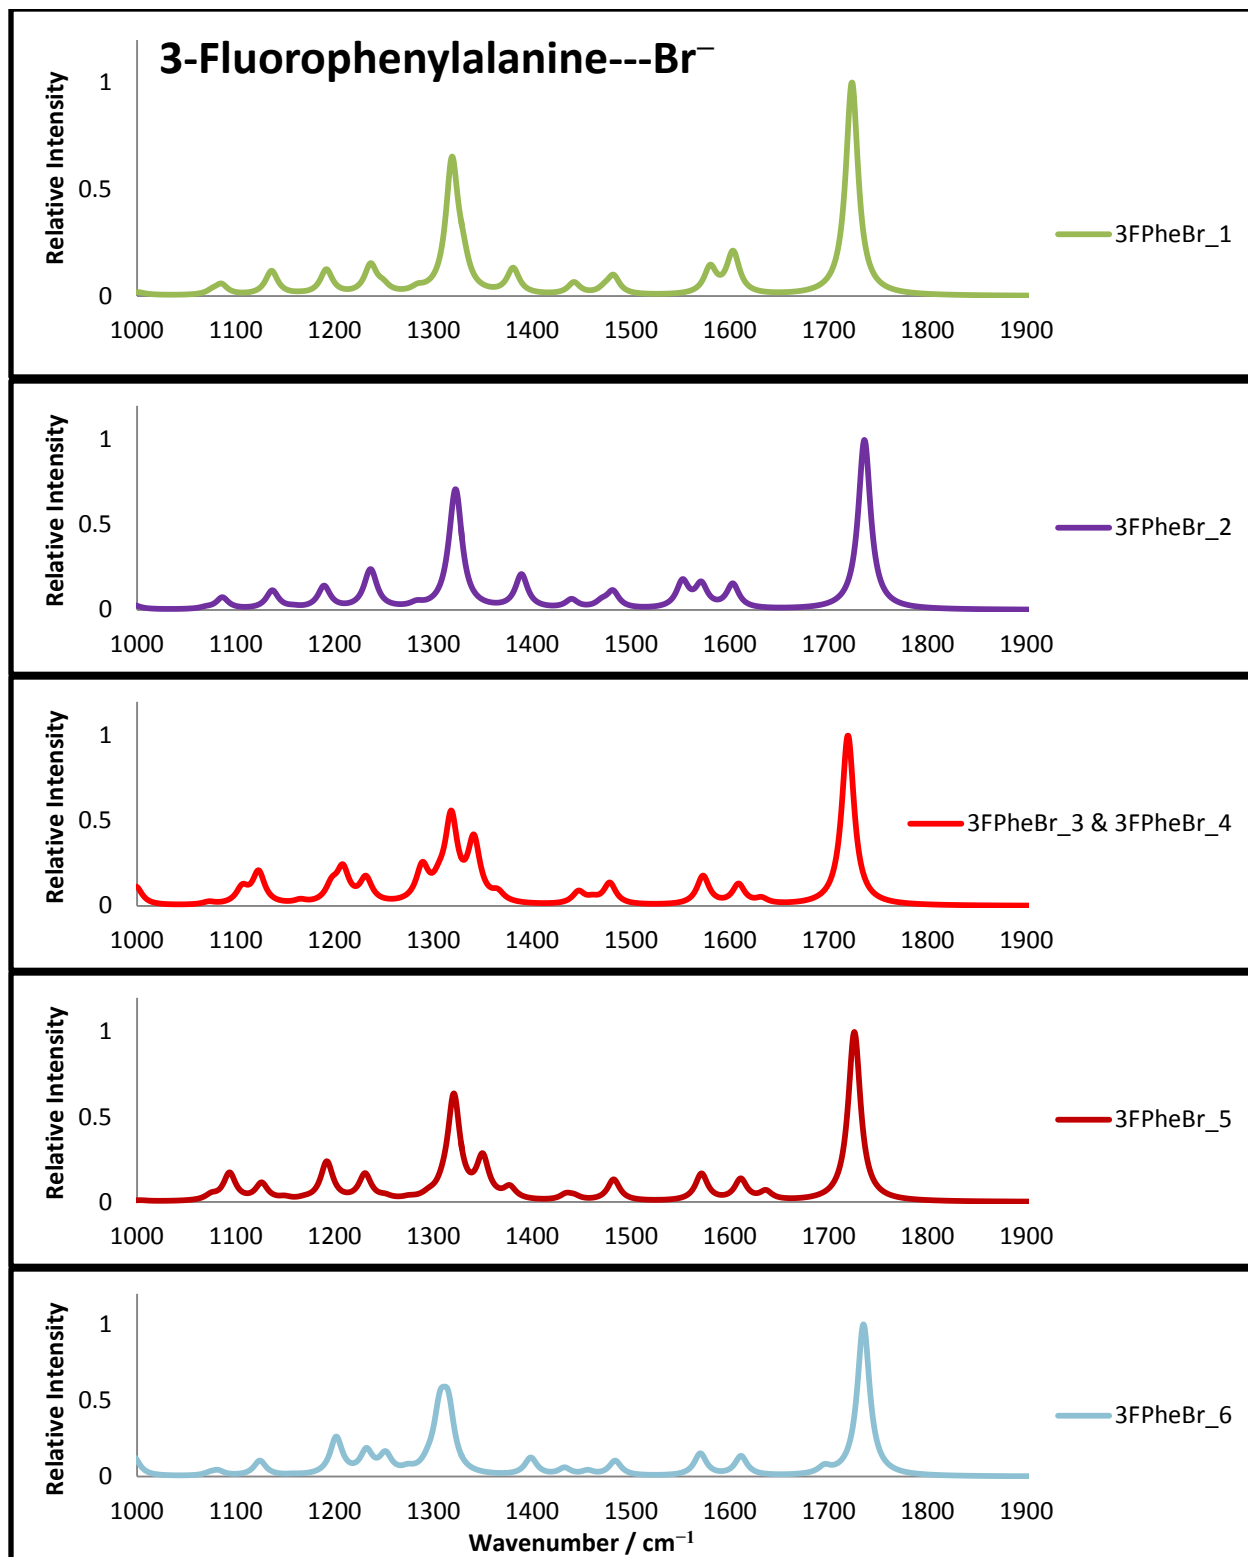 3-Fluorophenylalanine---Br⁻
Relative Intensity
1
0.5
0
1000 1100 1200 1300 1400 1500 1600 1700 1800 1900
3FPheBr_1
Relative Intensity
1
0.5
0
1000 1100 1200 1300 1400 1500 1600 1700 1800 1900
3FPheBr_2
Relative Intensity
1
0.5
0
1000 1100 1200 1300 1400 1500 1600 1700 1800 1900
3FPheBr_3 & 3FPheBr_4
Relative Intensity
1
0.5
0
1000 1100 1200 1300 1400 1500 1600 1700 1800 1900
3FPheBr_5
Relative Intensity
1
0.5
0
1000 1100 1200 1300 1400 1500 1600 1700 1800 1900
3FPheBr_6
Wavenumber / cm⁻¹